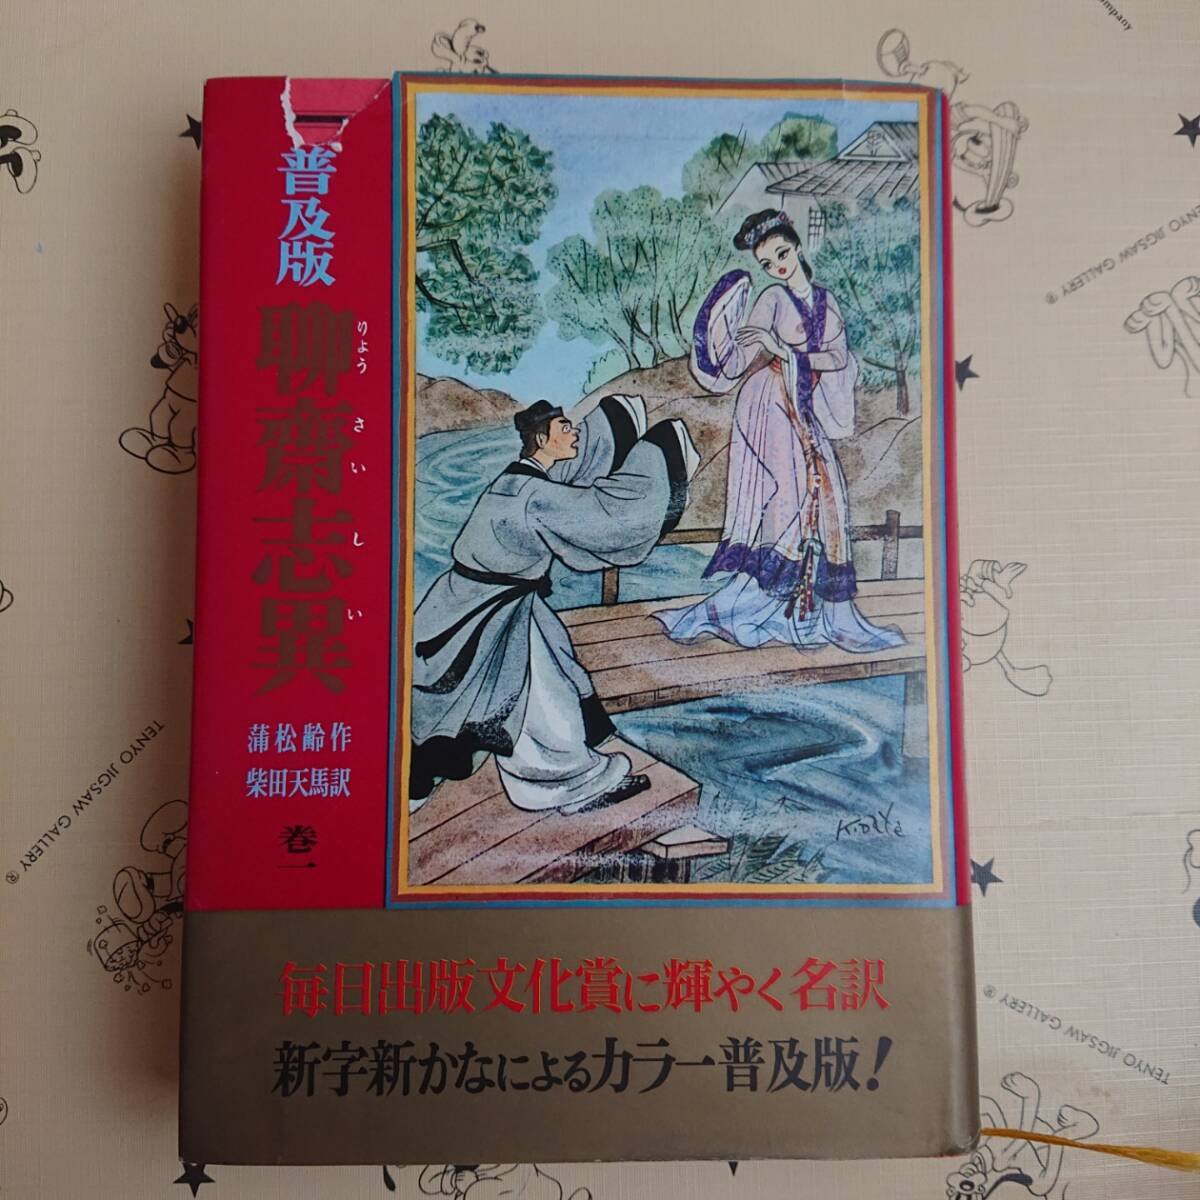 普及版
聊齋志異
りょうさいしい
蒲松齢作
柴田天馬訳
巻一
Kiorye
毎日出版文化賞に輝やく名訳
新字新かなによるカラー普及版！
Company
TENYO JIGSAW GALLERY ®
TENYO JIGSAW GALLERY ®
TENYO JIGSAW GALLERY ®